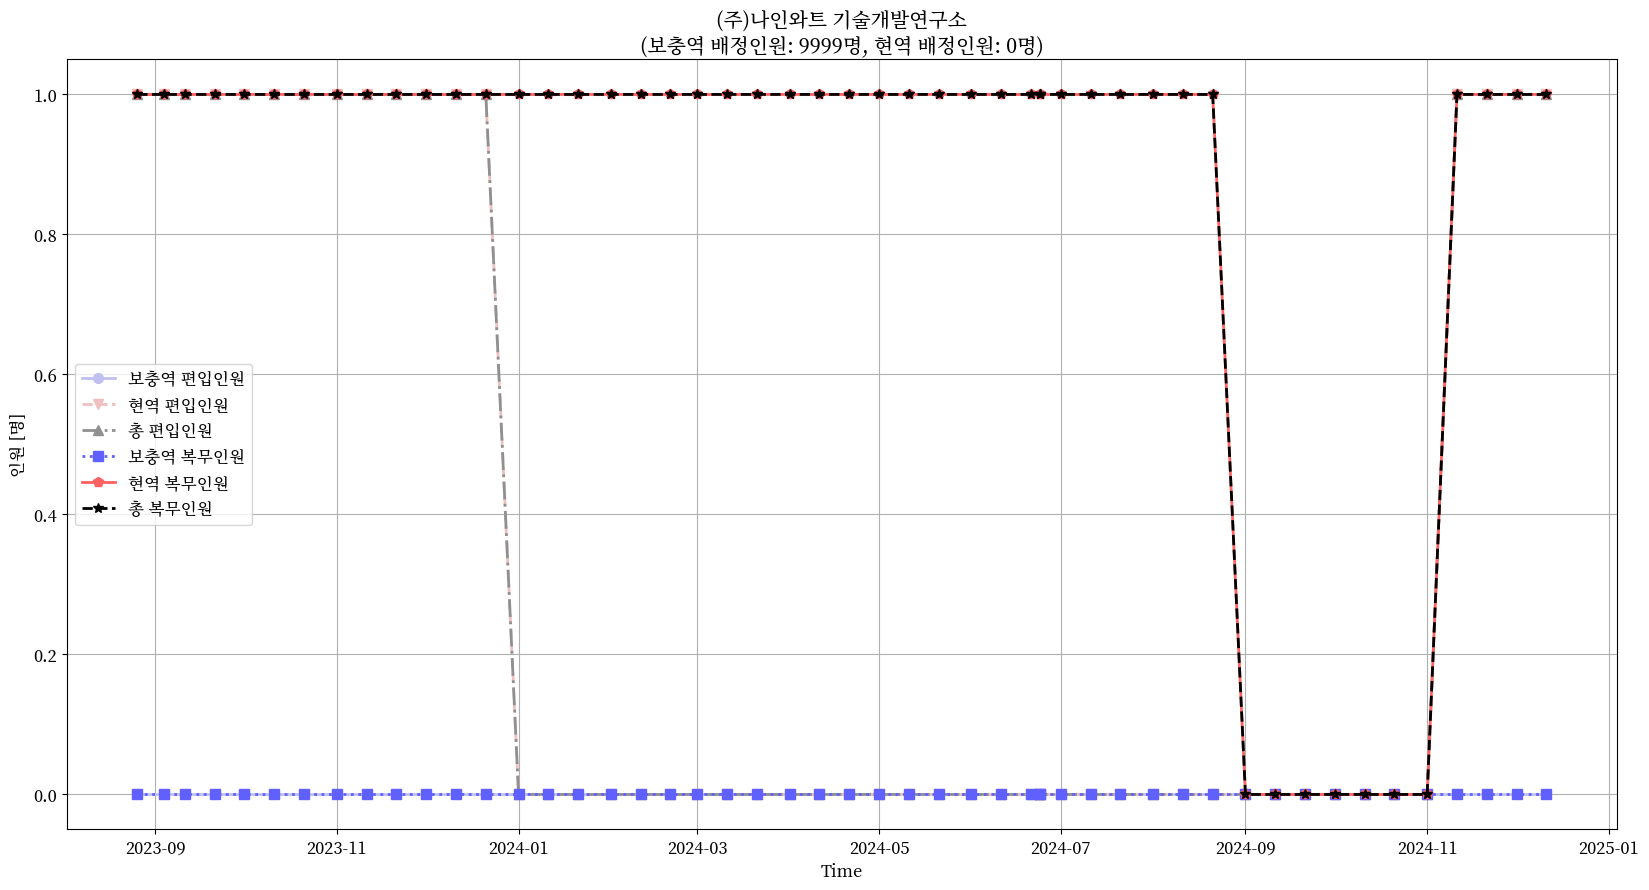 (주)나인와트 기술개발연구소
(보충역 배정인원: 9999명, 현역 배정인원: 0명)
인원 [명]
1.0
0.8
0.6
0.4
0.2
0.0
보충역 편입인원
현역 편입인원
총 편입인원
보충역 복무인원
현역 복무인원
총 복무인원
2023-09
2023-11
2024-01
2024-03
2024-05
2024-07
2024-09
2024-11
2025-01
Time